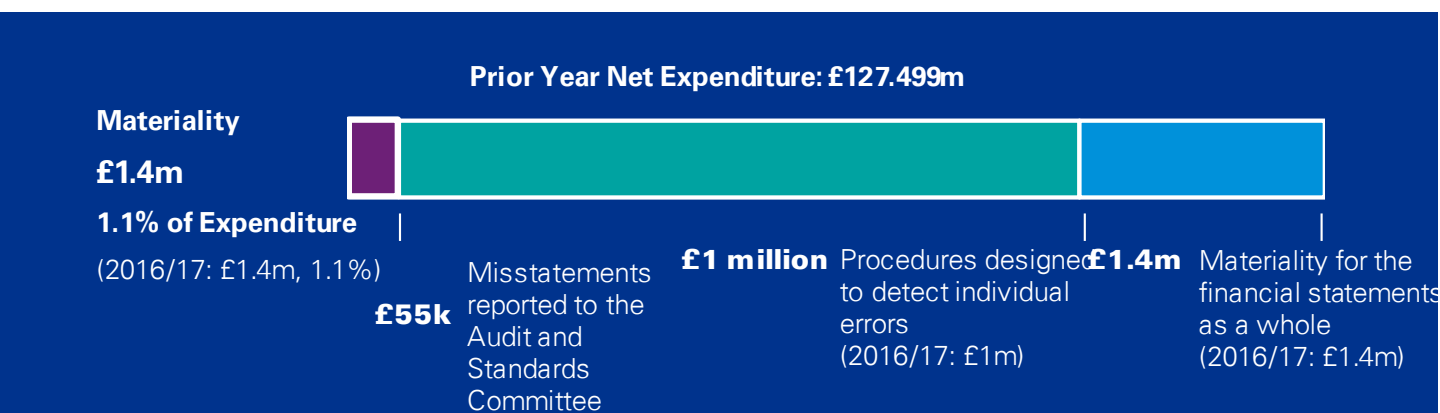 Prior Year Net Expenditure: £127.499m
Materiality
£1.4m
1.1% of Expenditure
(2016/17: £1.4m, 1.1%)
£55k
Misstatements
reported to the
Audit and
Standards
Committee
£1 million
Procedures designed
to detect individual
errors
(2016/17: £1m)
£1.4m
Materiality for the
financial statements
as a whole
(2016/17: £1.4m)